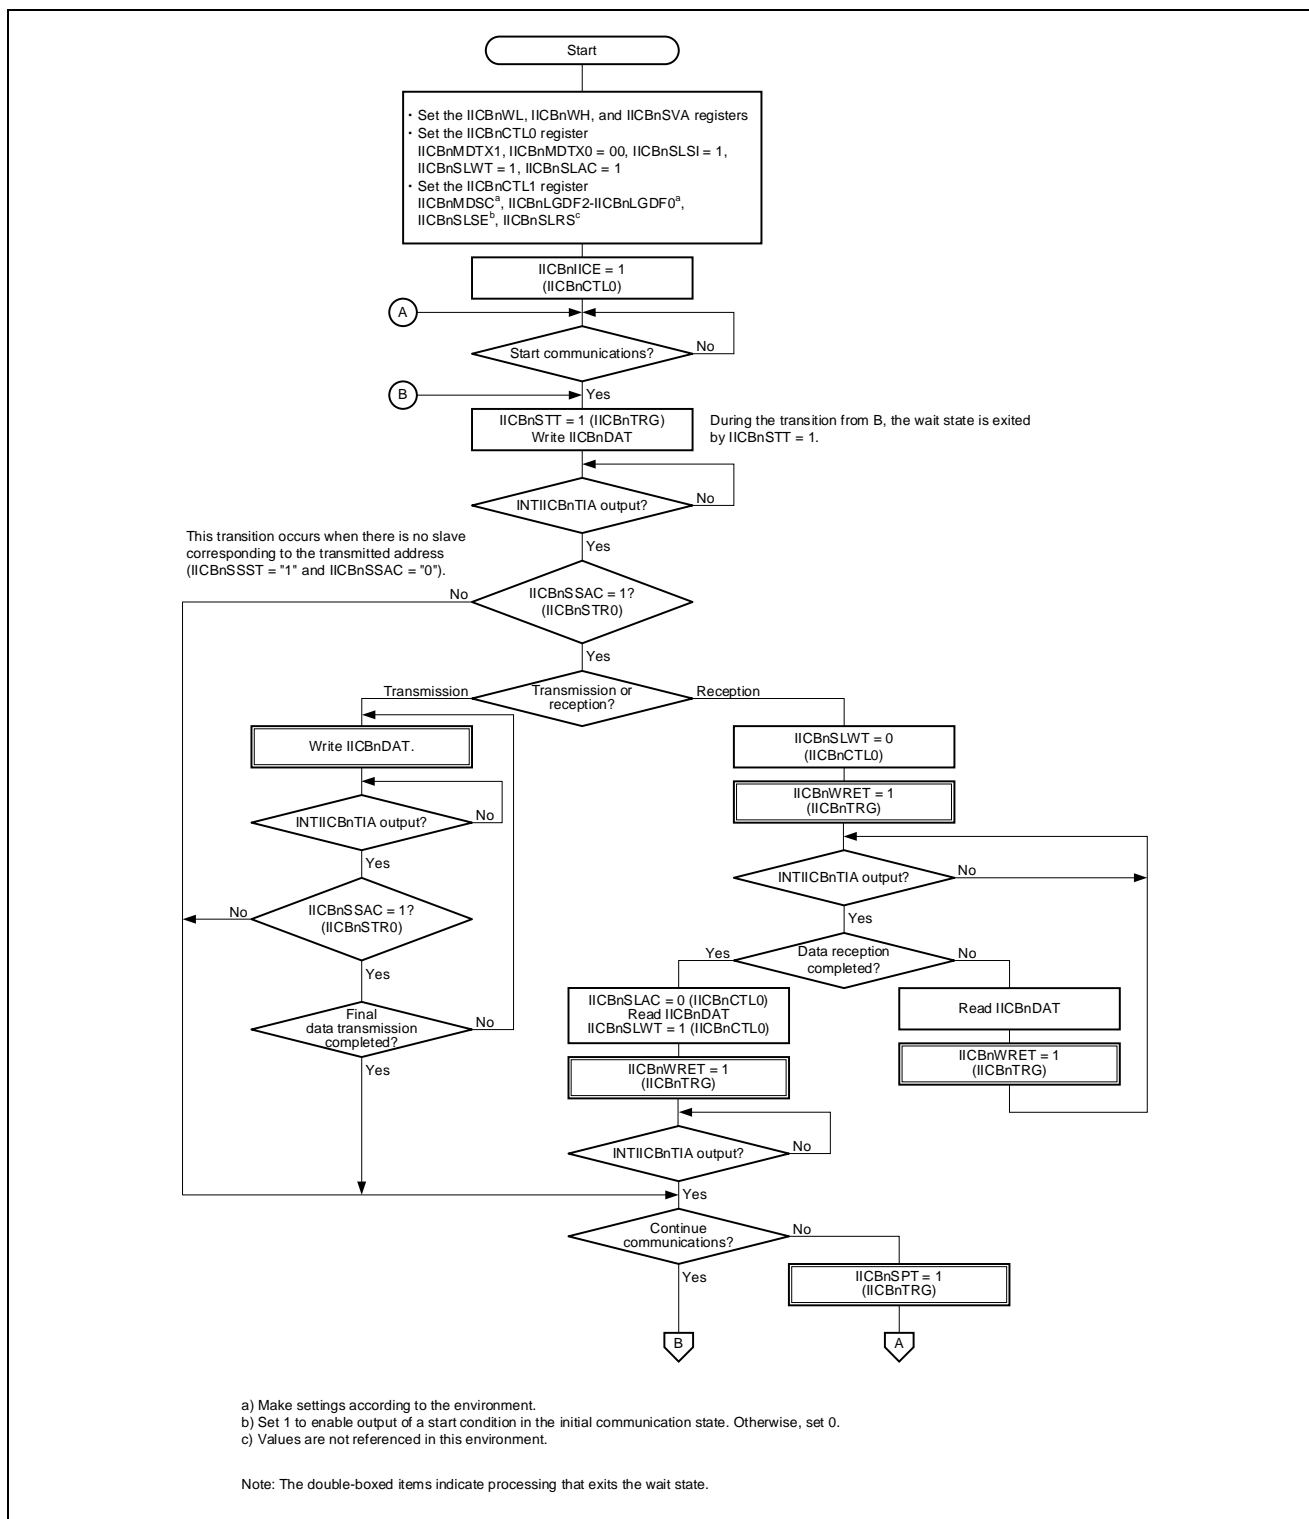 Start
・Set the IICBnWL, IICBnWH, and IICBnSVA registers
・Set the IICBnCTL0 register
IICBnMDTX1, IICBnMDTX0 = 00, IICBnSLSI = 1,
IICBnSLWT = 1, IICBnSLAC = 1
・Set the IICBnCTL1 register
IICBnMDSCa, IICBnLGDF2-IICBnLGDF0a,
IICBnSLSEb, IICBnSLRSc
IICBnIICE = 1
(IICBnCTL0)
A
Start communications?
No
Yes
B
IICBnSTT = 1 (IICBnTRG)
Write IICBnDAT
During the transition from B, the wait state is exited
by IICBnSTT = 1.
INTIICBnTIA output?
No
Yes
This transition occurs when there is no slave
corresponding to the transmitted address
(IICBnSSST = "1" and IICBnSSAC = "0").
No
IICBnSSAC = 1?
(IICBnSTR0)
Yes
Transmission
Transmission or
reception?
Reception
Write IICBnDAT.
INTIICBnTIA output?
No
Yes
No
IICBnSSAC = 1?
(IICBnSTR0)
Yes
Final
data transmission
completed?
No
Yes
IICBnSLWT = 0
(IICBnCTL0)
IICBnWRET = 1
(IICBnTRG)
INTIICBnTIA output?
No
Yes
Yes
Data reception
completed?
No
IICBnSLAC = 0 (IICBnCTL0)
Read IICBnDAT
IICBnSLWT = 1 (IICBnCTL0)
Read IICBnDAT
IICBnWRET = 1
(IICBnTRG)
IICBnWRET = 1
(IICBnTRG)
INTIICBnTIA output?
No
Yes
Continue
communications?
No
Yes
IICBnSPT = 1
(IICBnTRG)
B
A
a) Make settings according to the environment.
b) Set 1 to enable output of a start condition in the initial communication state. Otherwise, set 0.
c) Values are not referenced in this environment.
Note: The double-boxed items indicate processing that exits the wait state.